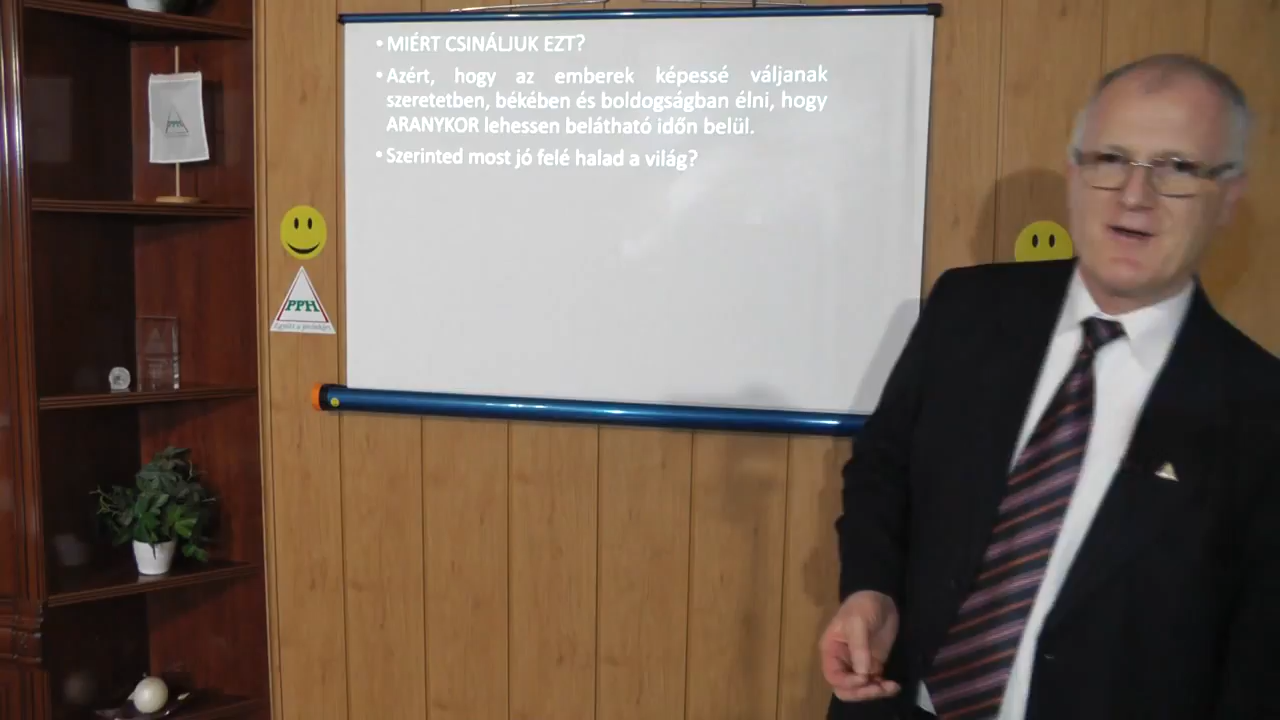 • MIÉRT CSINÁLJUK EZT?
• Azért, hogy az emberek képessé váljanak
szeretetben, békében és boldogságban élni, hogy
ARANYKOR lehessen belátható időn belül.
• Szerinted most jó felé halad a világ?
PPH
PPH